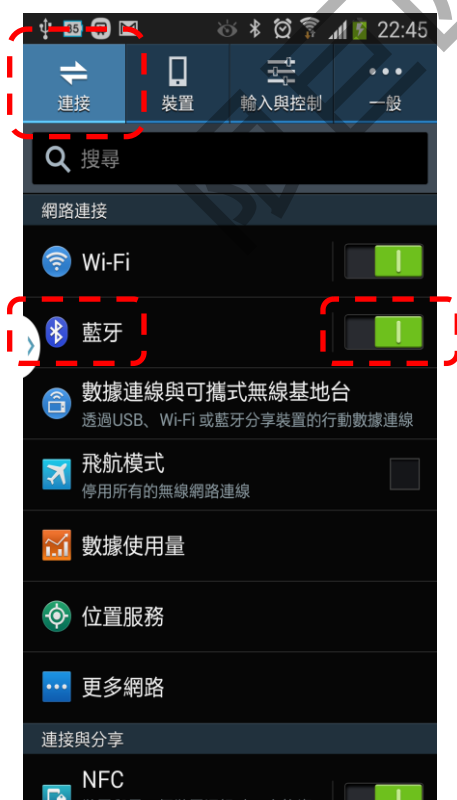 35
22:45
連接
裝置
輸入與控制
一般
搜尋
網路連接
Wi-Fi
藍牙
數據連線與可攜式無線基地台
透過USB、Wi-Fi 或藍牙分享裝置的行動數據連線
飛航模式
停用所有的無線網路連線
數據使用量
位置服務
更多網路
連接與分享
NFC